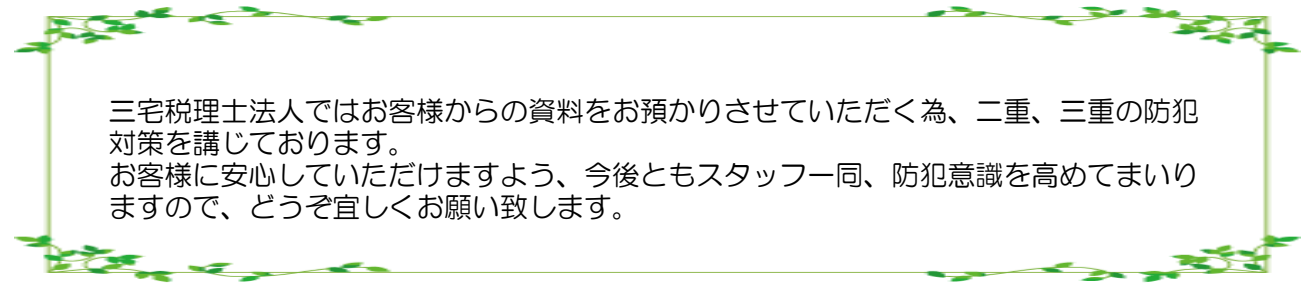 三宅税理士法人ではお客様からの資料をお預かりさせていただく為、二重、三重の防犯
対策を講じております。
お客様に安心していただけますよう、今後ともスタッフ一同、防犯意識を高めてまいり
ますので、どうぞ宜しくお願い致します。